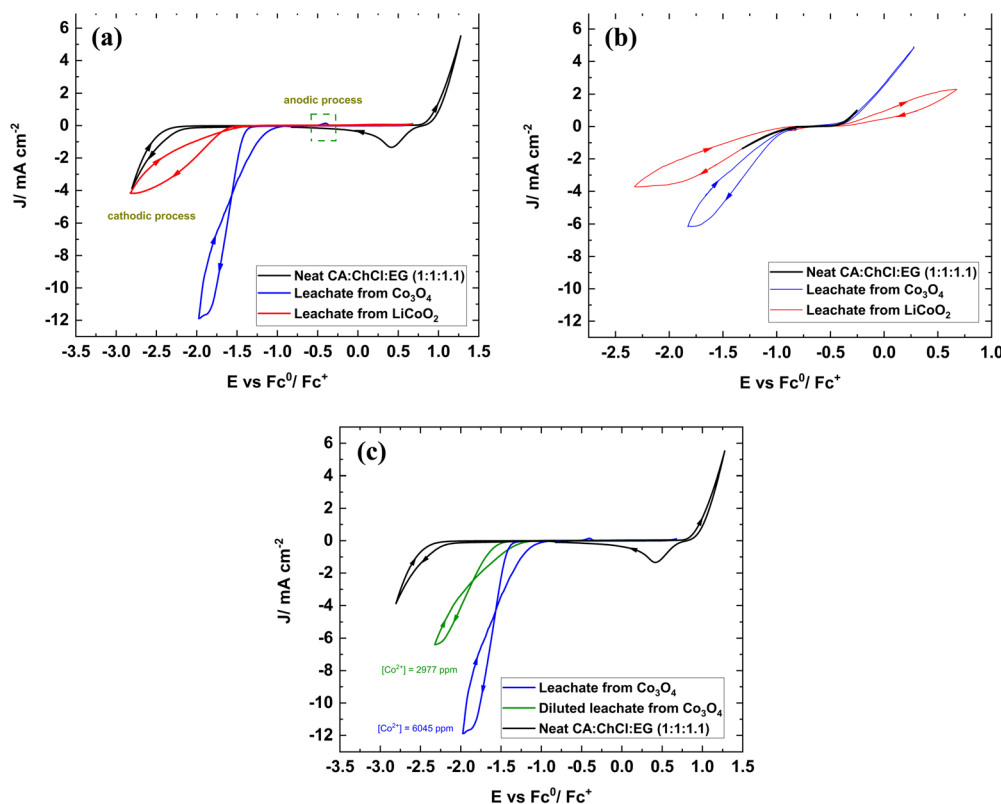 (a)
6
4
2
0
-2
-4
-6
-8
-10
-12
J/ mA cm⁻²
anodic process
cathodic process
Neat CA:ChCl:EG (1:1:1.1)
Leachate from Co₃O₄
Leachate from LiCoO₂
-3.5 -3.0 -2.5 -2.0 -1.5 -1.0 -0.5 0.0 0.5 1.0 1.5
E vs Fc⁰/ Fc⁺
(b)
6
4
2
0
-2
-4
-6
-8
-10
-12
J/ mA cm⁻²
Neat CA:ChCl:EG (1:1:1.1)
Leachate from Co₃O₄
Leachate from LiCoO₂
-2.5 -2.0 -1.5 -1.0 -0.5 0.0 0.5 1.0
E vs Fc⁰/ Fc⁺
(c)
6
4
2
0
-2
-4
-6
-8
-10
-12
J/ mA cm⁻²
[Co²⁺] = 2977 ppm
[Co²⁺] = 6045 ppm
Leachate from Co₃O₄
Diluted leachate from Co₃O₄
Neat CA:ChCl:EG (1:1:1.1)
-3.5 -3.0 -2.5 -2.0 -1.5 -1.0 -0.5 0.0 0.5 1.0 1.5
E vs Fc⁰/ Fc⁺